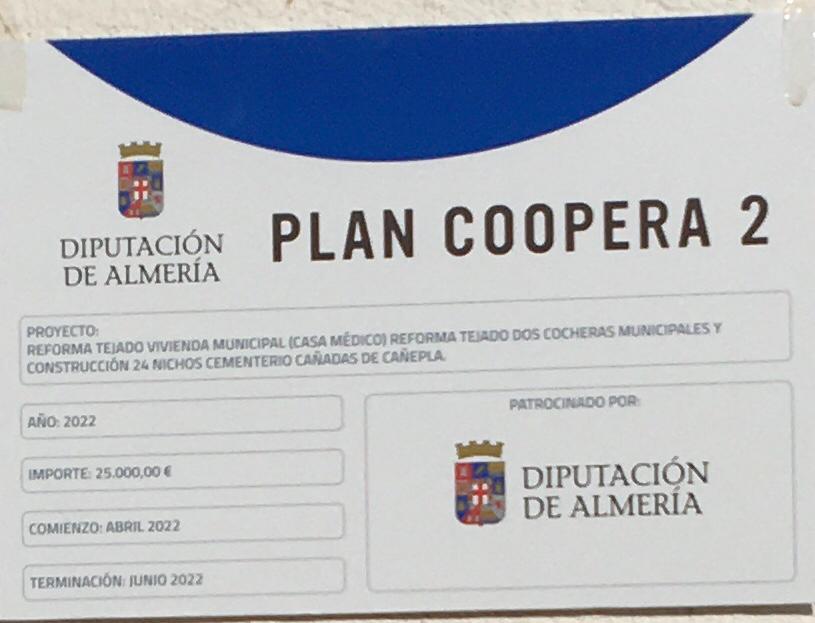 DIPUTACIÓN
DE ALMERÍA
PLAN COOPERA 2
PROYECTO:
REFORMA TEJADO VIVIENDA MUNICIPAL (CASA MÉDICO) REFORMA TEJADO DOS COCHERAS MUNICIPALES Y
CONSTRUCCIÓN 24 NICHOS CEMENTERIO CAÑADAS DE CAÑEPLA.
AÑO: 2022
IMPORTE: 25.000,00 €
COMIENZO: ABRIL 2022
TERMINACIÓN: JUNIO 2022
PATROCINADO POR:
DIPUTACIÓN
DE ALMERÍA